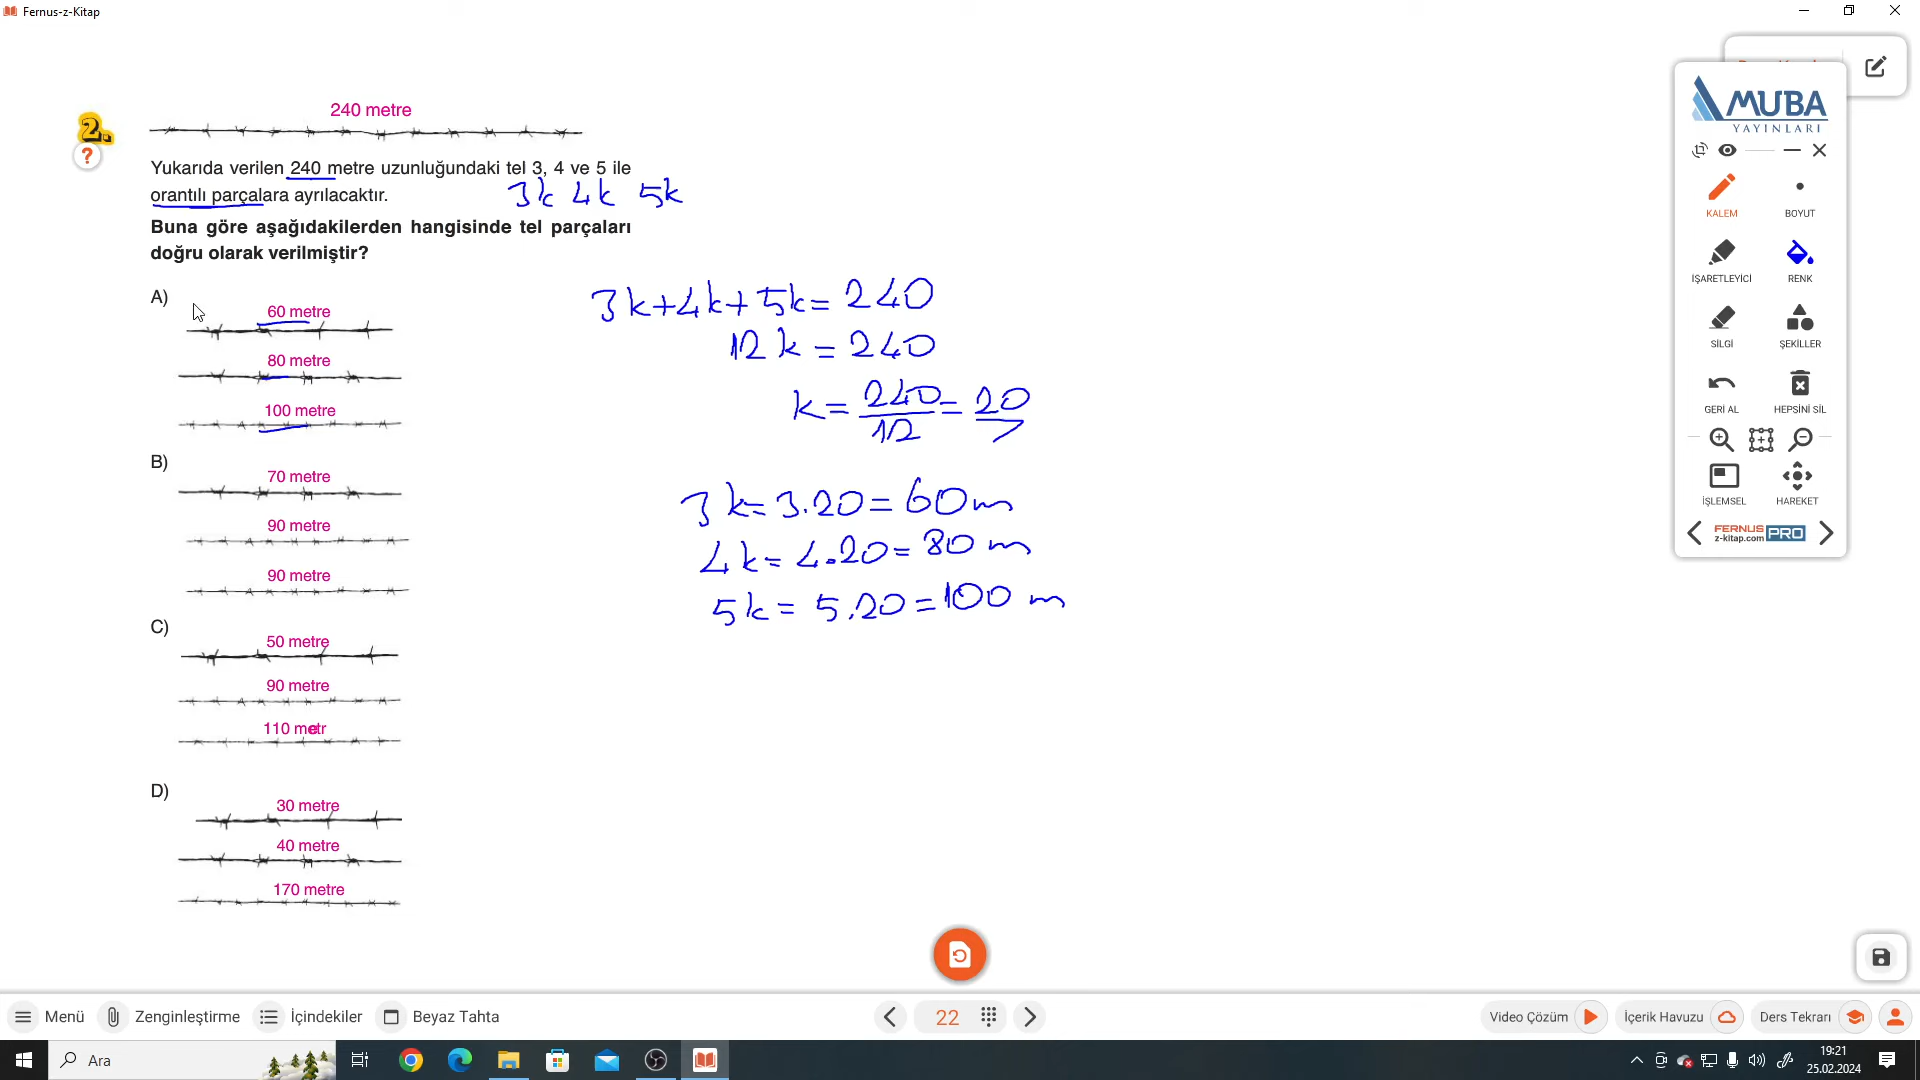 Fernus-z-Kitap
240 metre
2.
?
Yukarıda verilen 240 metre uzunluğundaki tel 3, 4 ve 5 ile
orantılı parçalara ayrılacaktır.
3k 4k 5k
Buna göre aşağıdakilerden hangisinde tel parçaları
doğru olarak verilmiştir?
A)
60 metre
80 metre
100 metre
B)
70 metre
90 metre
90 metre
C)
50 metre
90 metre
110 metr
D)
30 metre
40 metre
170 metre
3k+4k+5k=240
12k=240
k=240/12=20
3k=3.20=60m
4k=4.20=80 m
5k=5.20=100 m
MUBA
YAYINLARI
KALEM
BOYUT
İŞARETLEYİCİ
RENK
SİLGİ
ŞEKİLLER
GERİ AL
HEPSİNİ SİL
İŞLEMSEL
HAREKET
FERNUS
z-kitap.com
PRO
Menü
Zenginleştirme
İçindekiler
Beyaz Tahta
22
Video Çözüm
İçerik Havuzu
Ders Tekrarı
Ara
19:21
25.02.2024